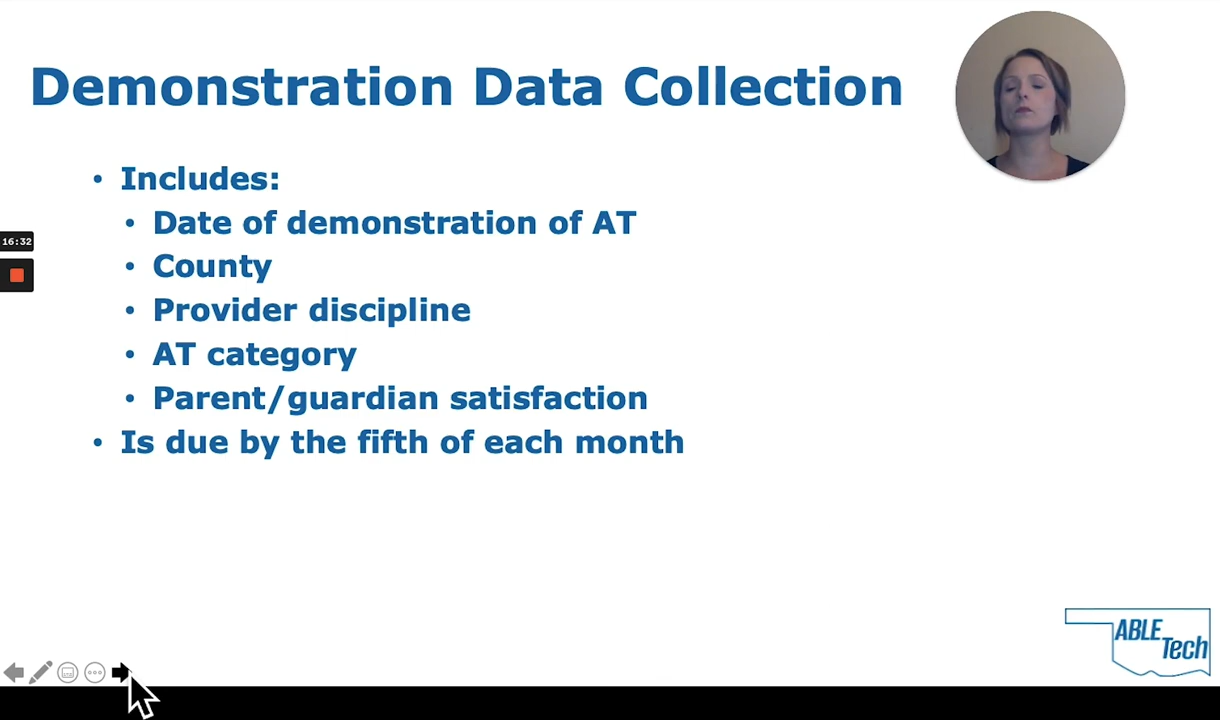 Demonstration Data Collection
• Includes:
• Date of demonstration of AT
16:32
• County
• Provider discipline
• AT category
• Parent/guardian satisfaction
• Is due by the fifth of each month
ABLE
Tech